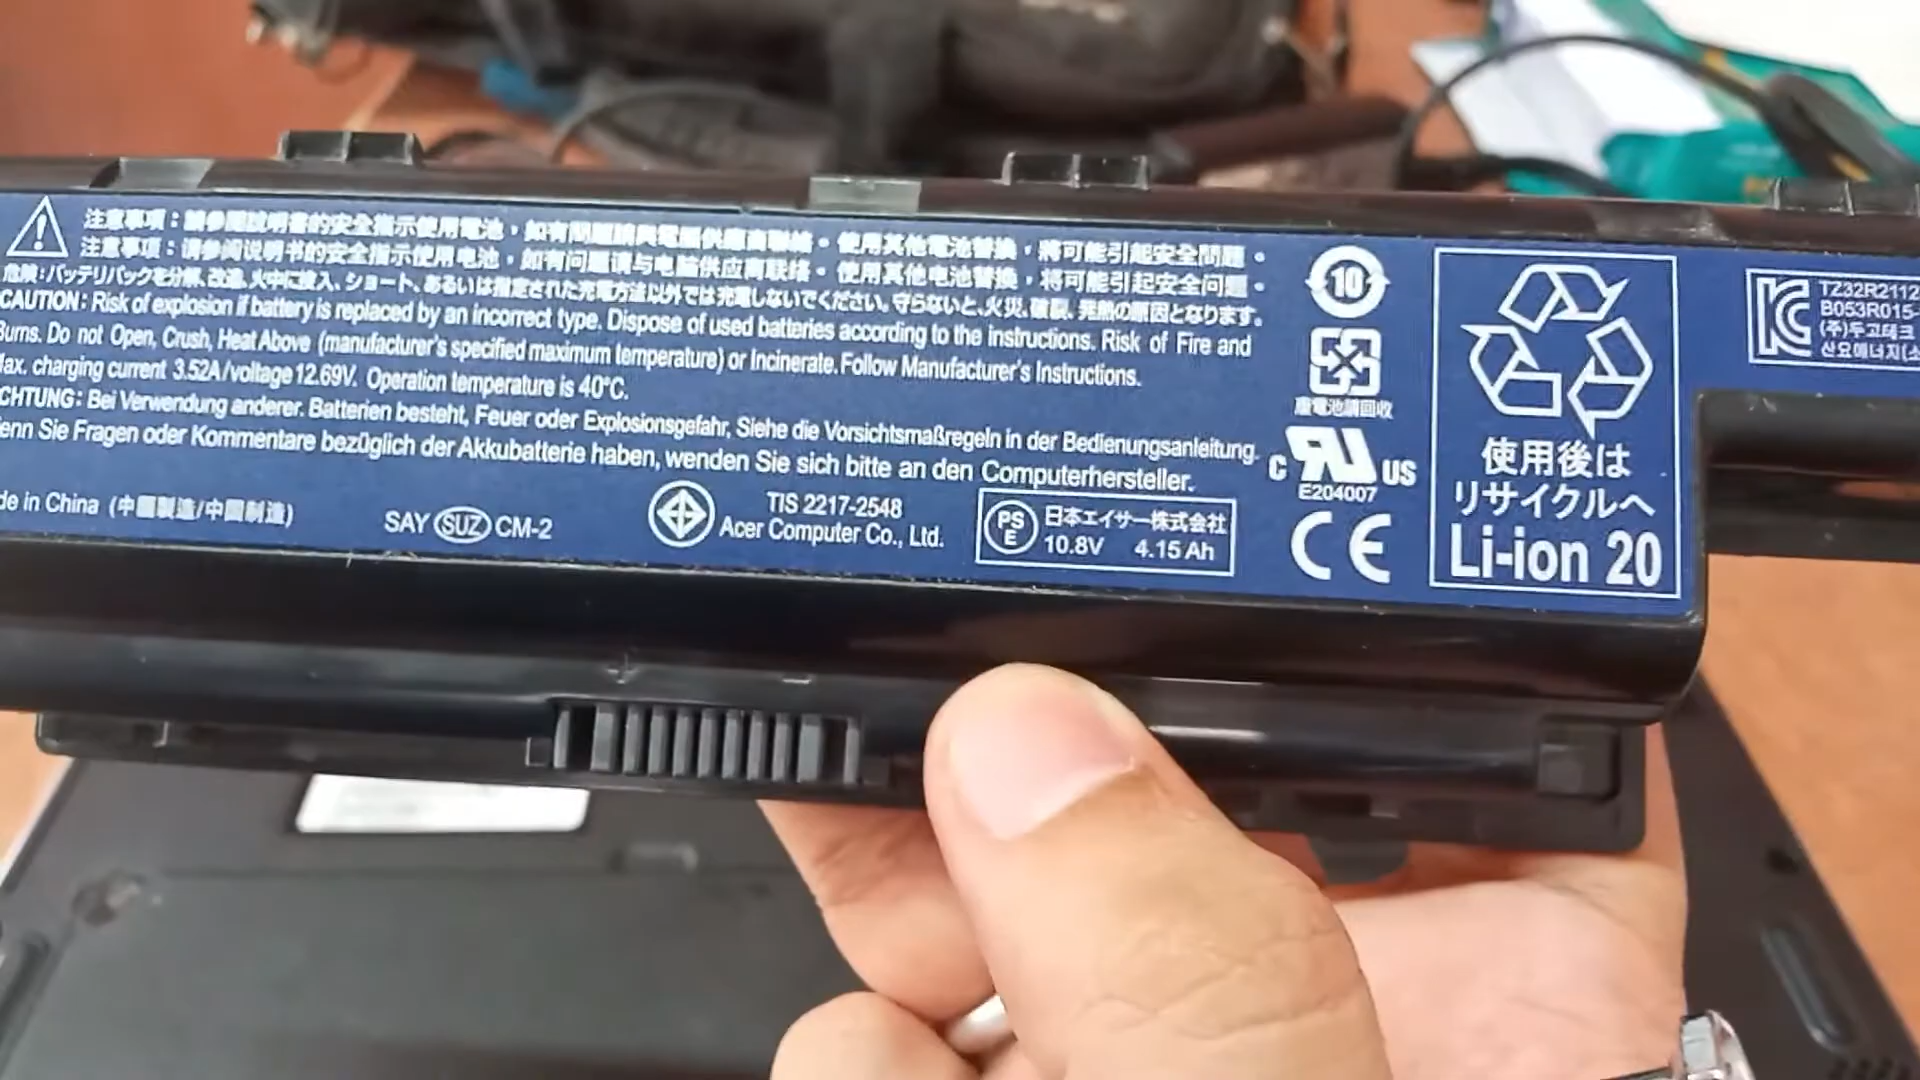 注意事項：請參閱說明書的安全指示使用電池，如有問題請與電腦供應商聯絡。使用其他電池替換，將可能引起安全問題。
注意事項：请参阅说明书的安全指示使用电池，如有问题请与电脑供应商联络。使用其他电池替换，将可能引起安全问题。
危険：バッテリパックを分解、改造、火中に投入、ショート、あるいは指定された充電方法以外では充電しないでください。守らないと、火災、破裂、発熱の原因となります。
CAUTION: Risk of explosion if battery is replaced by an incorrect type. Dispose of used batteries according to the instructions. Risk of Fire and
Burns. Do not Open, Crush, Heat Above (manufacturer's specified maximum temperature) or Incinerate. Follow Manufacturer's Instructions.
Max. charging current 3.52A/voltage 12.69V. Operation temperature is 40°C.
CHTUNG: Bei Verwendung anderer. Batterien besteht, Feuer oder Explosionsgefahr, Siehe die Vorsichtsmaßregeln in der Bedienungsanleitung.
enn Sie Fragen oder Kommentare bezüglich der Akkubatterie haben, wenden Sie sich bitte an den Computerhersteller.
de in China (中國製造/中国制造)
SAY SUZ CM-2
TIS 2217-2548
Acer Computer Co., Ltd.
PS
E
日本エイサー株式会社
10.8V 4.15 Ah
10
廢電池請回收
C US
E204007
CE
使用後は
リサイクルへ
Li-ion 20
TZ32R2112
B053R015-
(주)두고테크
산요에너지(소